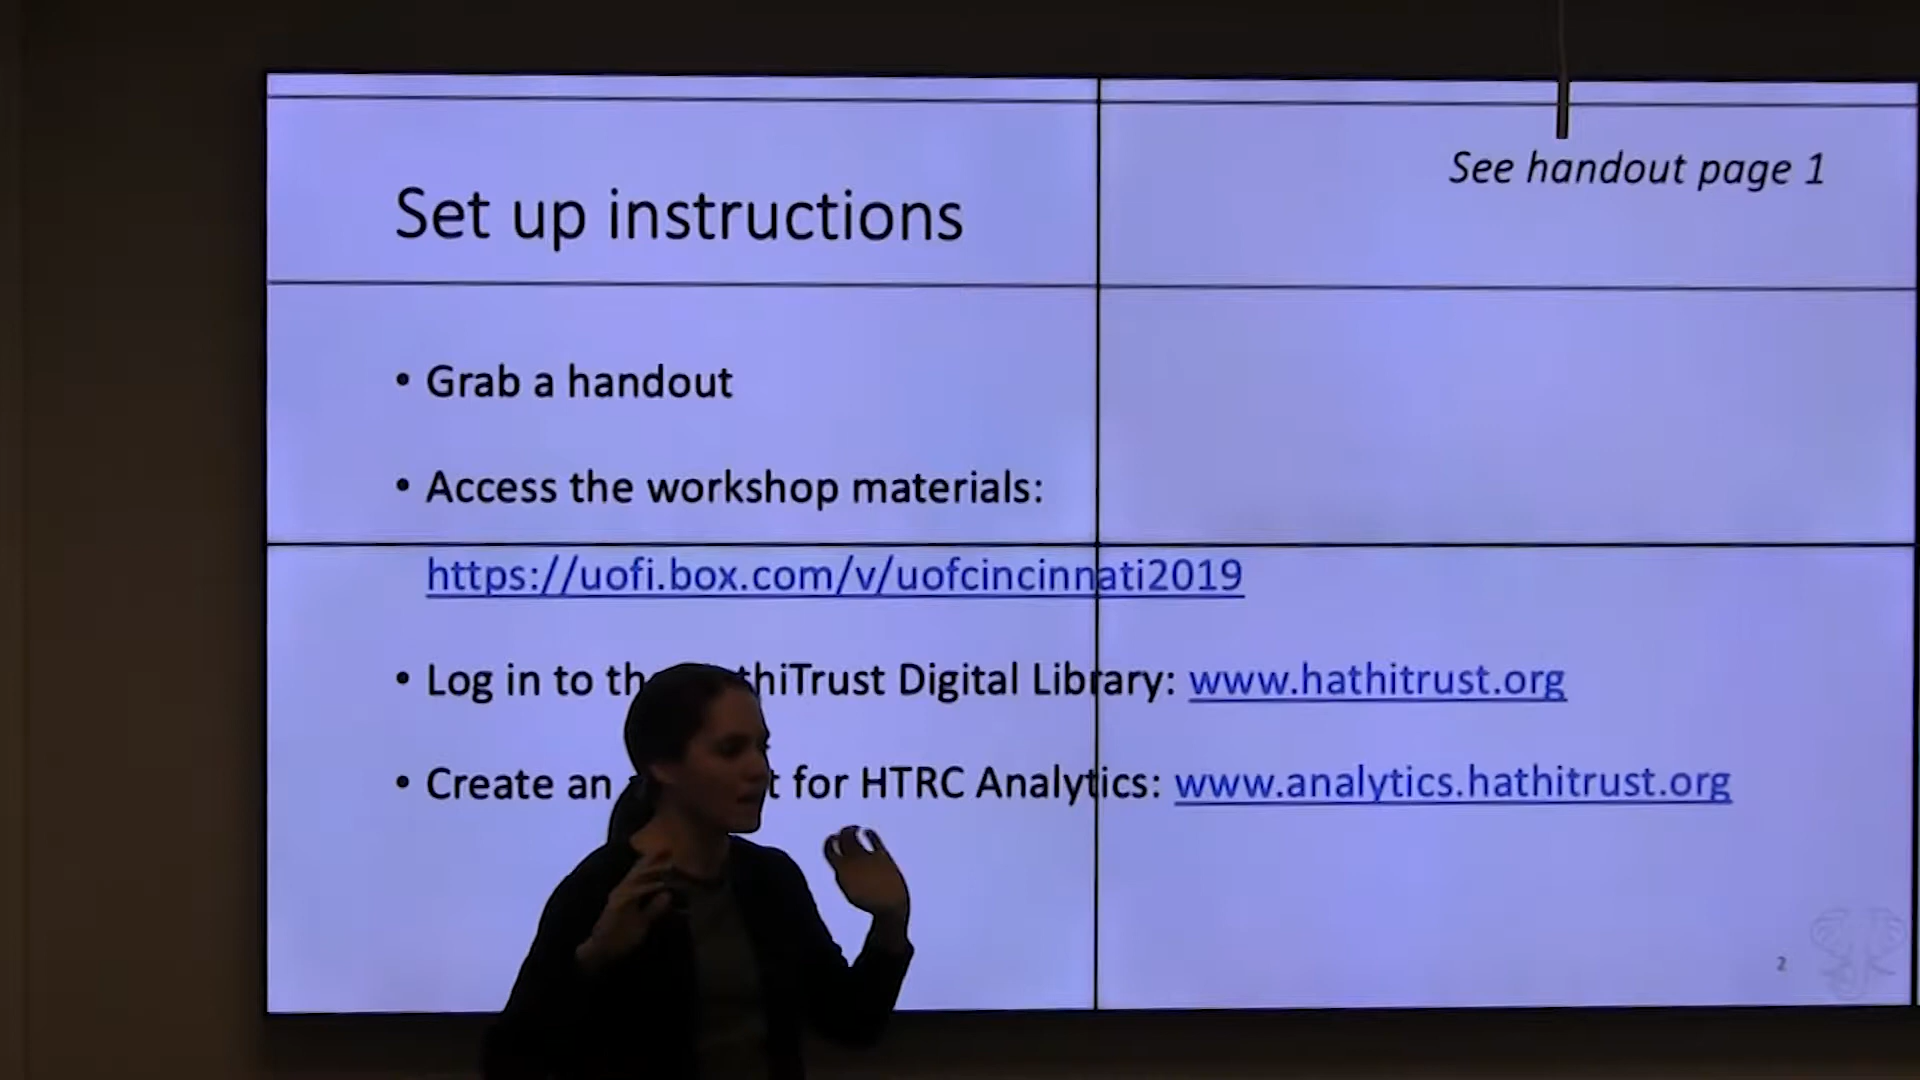 See handout page 1
Set up instructions
• Grab a handout
• Access the workshop materials:
https://uofi.box.com/v/uofcincinnati2019
• Log in to th thiTrust Digital Library: www.hathitrust.org
• Create an t for HTRC Analytics: www.analytics.hathitrust.org
2